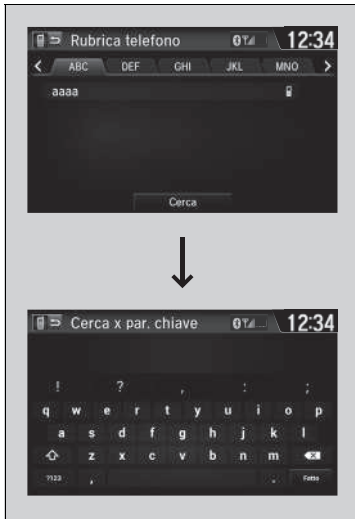 Rubrica telefono 12:34
ABC DEF GHI JKL MNO
aaaa
Cerca
Cerca x par. chiave 12:34
! ? , : ;
q w e r t y u i o p
a s d f g h j k l
z x c v b n m
?123 , . Fatto